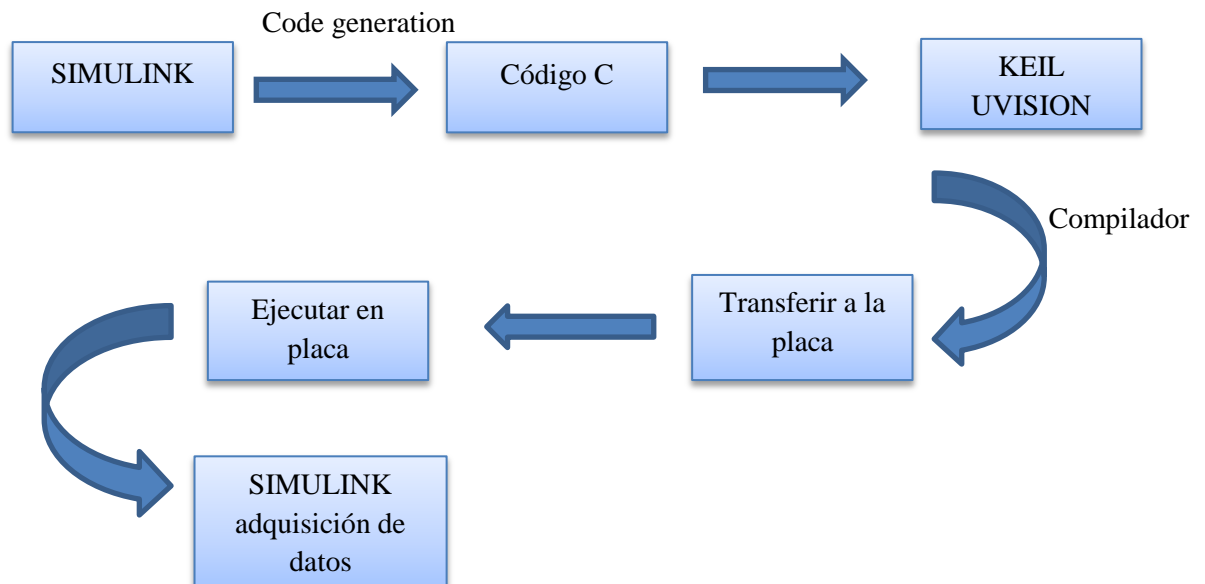 Code generation
SIMULINK
Código C
KEIL
UVISION
Compilador
Transferir a la
placa
Ejecutar en
placa
SIMULINK
adquisición de
datos